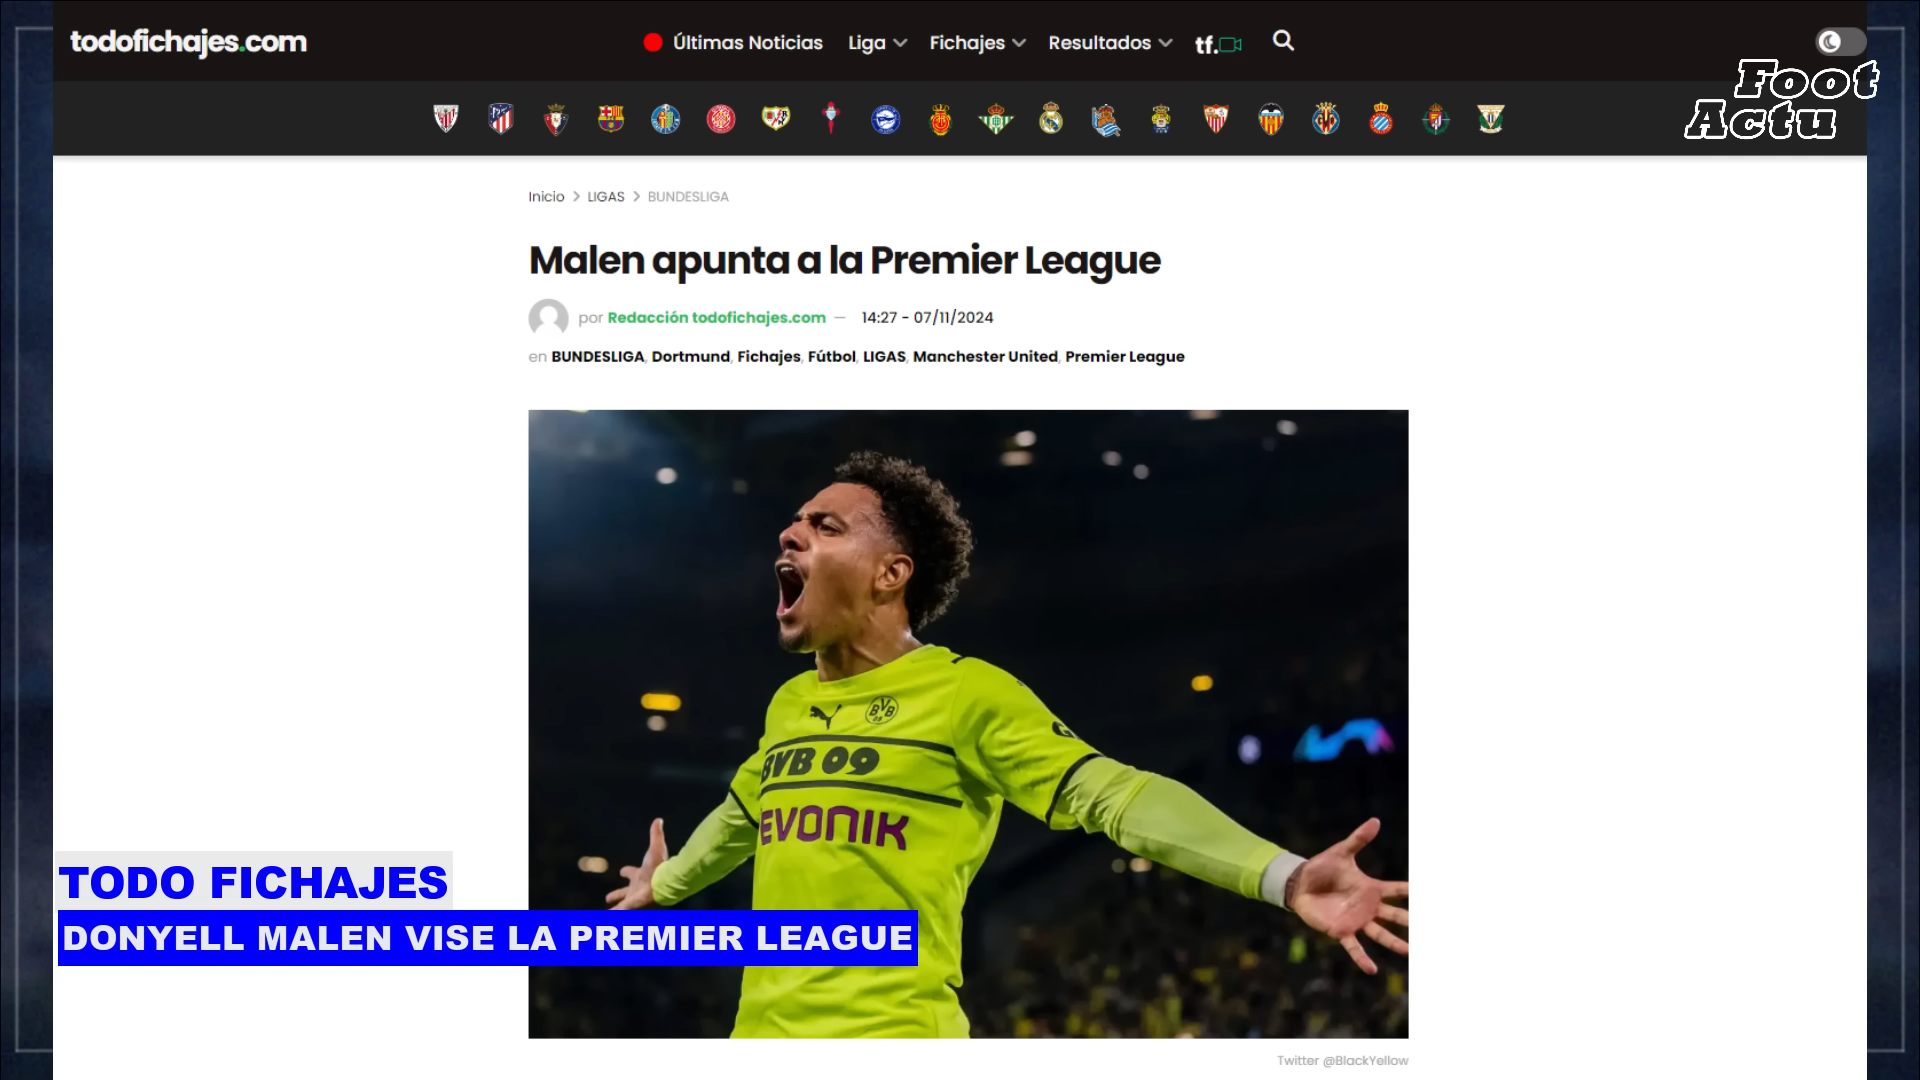 todofichajes.com
Últimas Noticias
Liga
Fichajes
Resultados
tf.
Foot
Actu
Inicio > LIGAS > BUNDESLIGA
Malen apunta a la Premier League
por Redacción todofichajes.com — 14:27 - 07/11/2024
en BUNDESLIGA, Dortmund, Fichajes, Fútbol, LIGAS, Manchester United, Premier League
BVB
09
BVB 09
EVONIK
TODO FICHAJES
DONYELL MALEN VISE LA PREMIER LEAGUE
Twitter @BlackYellow